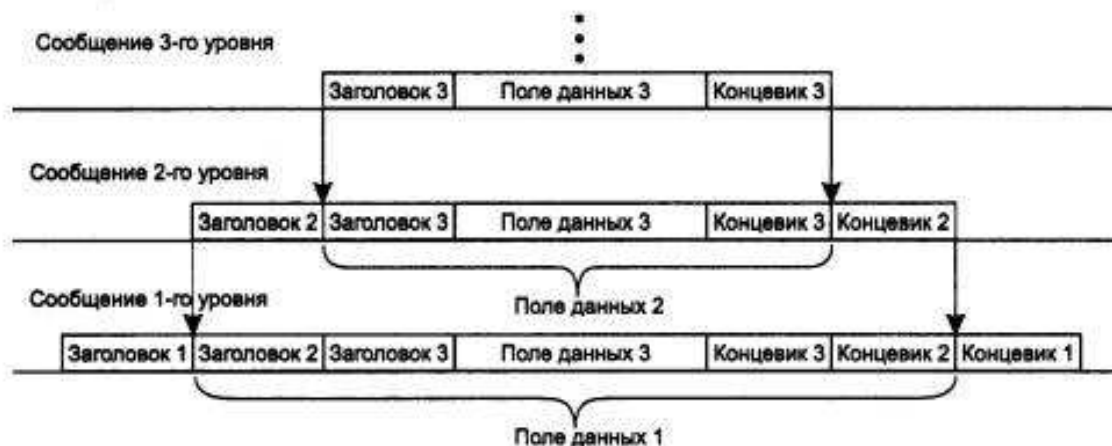 Сообщение 3-го уровня
Заголовок 3 Поле данных 3 Концевик 3
Сообщение 2-го уровня
Заголовок 2 Заголовок 3 Поле данных 3 Концевик 3 Концевик 2
Поле данных 2
Сообщение 1-го уровня
Заголовок 1 Заголовок 2 Заголовок 3 Поле данных 3 Концевик 3 Концевик 2 Концевик 1
Поле данных 1